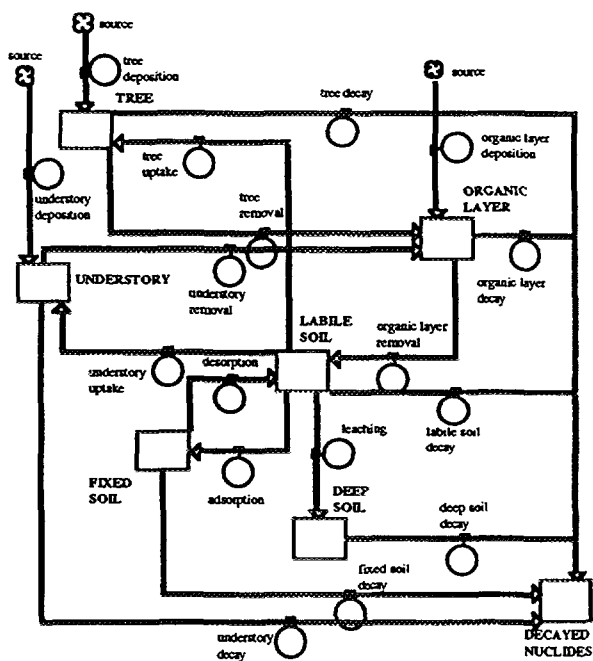 source
source
tree
deposition
TREE
tree decay
source
tree
uptake
organic layer
deposition
understory
deposition
tree
removal
ORGANIC
LAYER
UNDERSTORY
understory
removal
organic layer
decay
LABILE
SOIL
organic layer
removal
understory
uptake
desorption
labile soil
decay
leaching
FIXED
SOIL
adsorption
DEEP
SOIL
deep soil
decay
fixed soil
decay
understory
decay
DECAYED
NUCLIDES